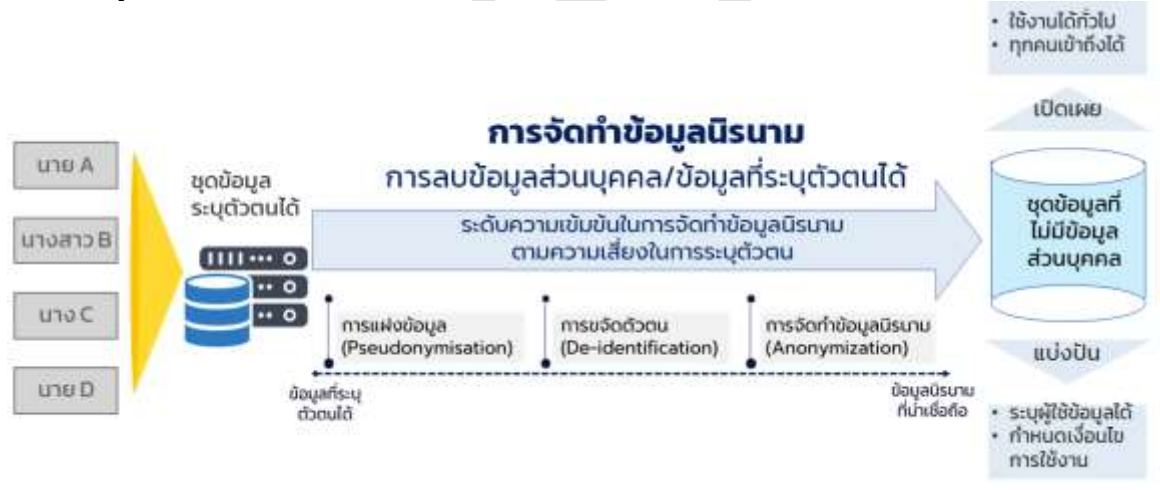 นาย A
นางสาว B
นาง C
นาย D
ชุดข้อมูล
ระบุตัวตนได้
การจัดทำข้อมูลนิรนาม
การลบข้อมูลส่วนบุคคล/ข้อมูลที่ระบุตัวตนได้
ระดับความเข้มข้นในการจัดทำข้อมูลนิรนาม
ตามความเสี่ยงในการระบุตัวตน
การแฝงข้อมูล
(Pseudonymisation)
การขจัดตัวตน
(De-identification)
การจัดทำข้อมูลนิรนาม
(Anonymization)
ข้อมูลที่ระบุ
ตัวตนได้
ข้อมูลนิรนาม
ที่น่าเชื่อถือ
• ใช้งานได้ทั่วไป
• ทุกคนเข้าถึงได้
เปิดเผย
ชุดข้อมูลที่
ไม่มีข้อมูล
ส่วนบุคคล
แบ่งปัน
• ระบุผู้ใช้ข้อมูลได้
• กำหนดเงื่อนไข
การใช้งาน